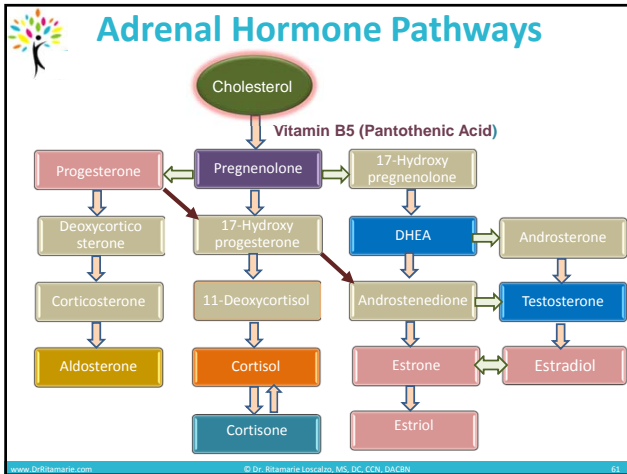 Adrenal Hormone Pathways
Cholesterol
Vitamin B5 (Pantothenic Acid)
Progesterone
Pregnenolone
17-Hydroxy
pregnenolone
Deoxycortico
sterone
17-Hydroxy
progesterone
DHEA
Androsterone
Corticosterone
11-Deoxycortisol
Androstenedione
Testosterone
Aldosterone
Cortisol
Estrone
Estradiol
Cortisone
Estriol
www.DrRitamarie.com
© Dr. Ritamarie Loscalzo, MS, DC, CCN, DACBN
61